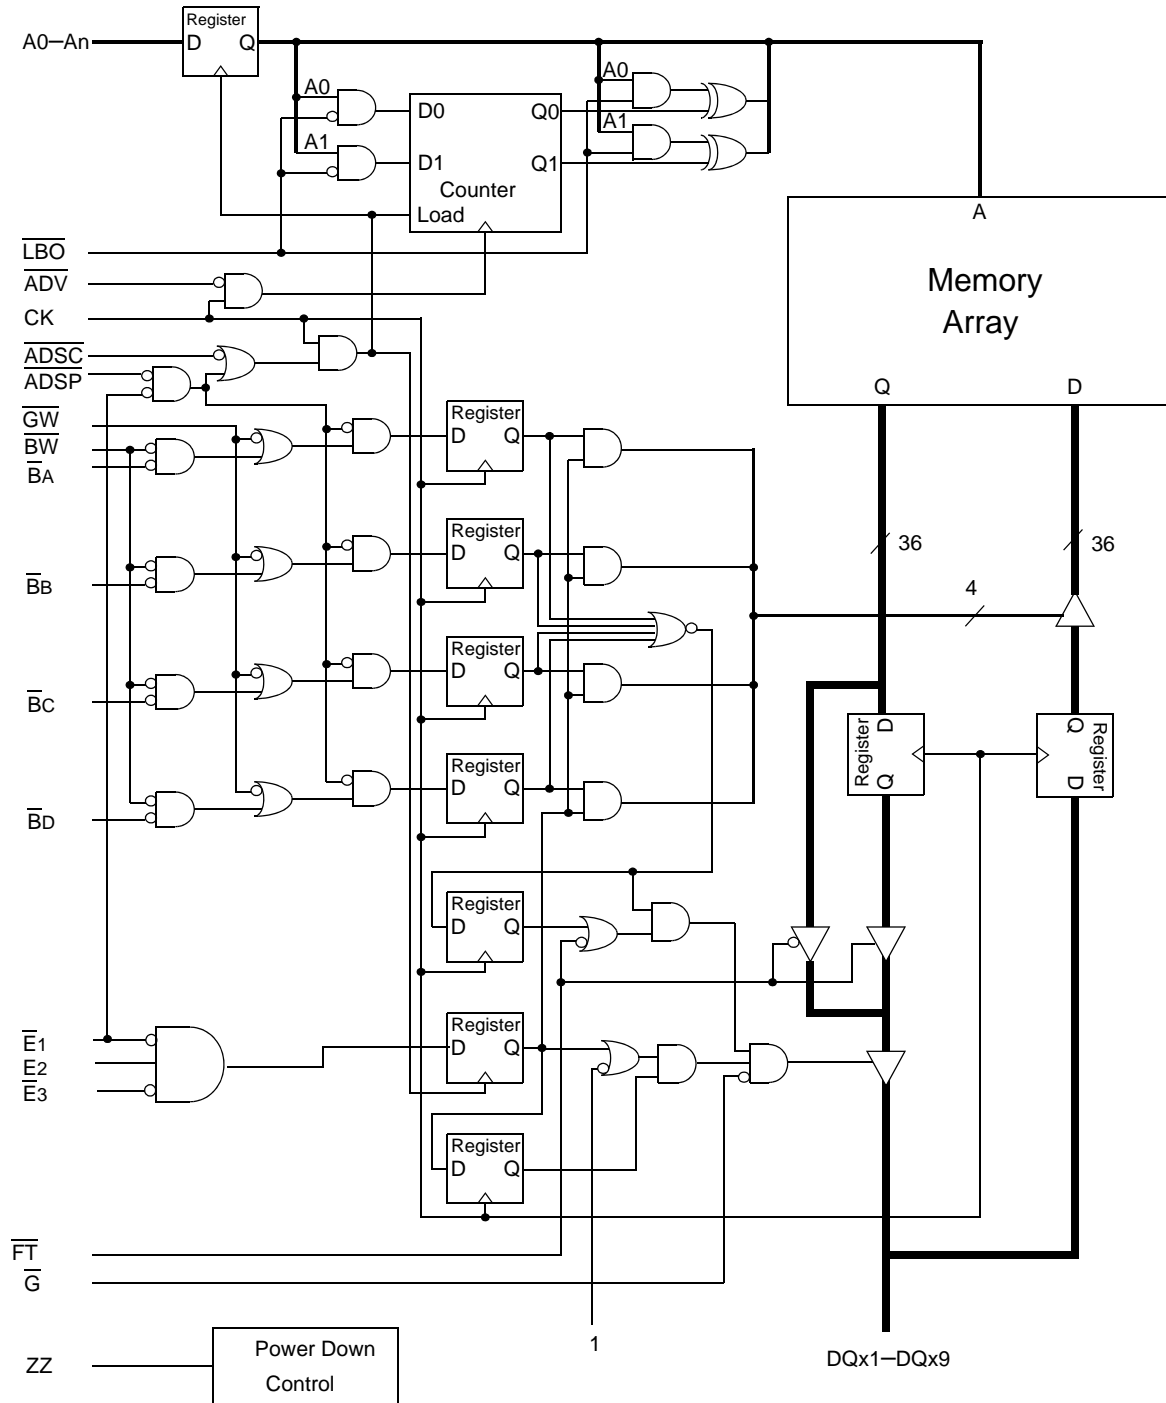 Register
A0–An
D Q
A0
A0
D0
Q0
A1
A1
D1
Q1
Counter
Load
A
LBO
ADV
Memory
Array
CK
ADSC
ADSP
Q D
GW
Register
BW
D Q
BA
Register
36 36
D Q
BB
4
Register
D Q
BC
D Register Q
Q Register D
Register
D Q
BD
Register
D Q
Register
E1
D Q
E2
E3
Register
D Q
FT
G
1
DQx1–DQx9
ZZ
Power Down
Control